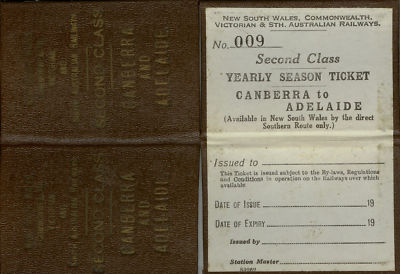 SECOND CLASS
CANBERRA
AND
ADELAIDE
CANBERRA
AND
ADELAIDE
NEW SOUTH WALES, COMMONWEALTH,
VICTORIAN & STH. AUSTRALIAN RAILWAYS.
No. 009
Second Class
YEARLY SEASON TICKET
CANBERRA to
ADELAIDE
(Available in New South Wales by the direct
Southern Route only.)
Issued to
This Ticket is issued subject to the By-laws, Regulations
and Conditions in operation on the Railways over which
available
DATE OF ISSUE 19
DATE OF EXPIRY 19
Issued by
Station Master